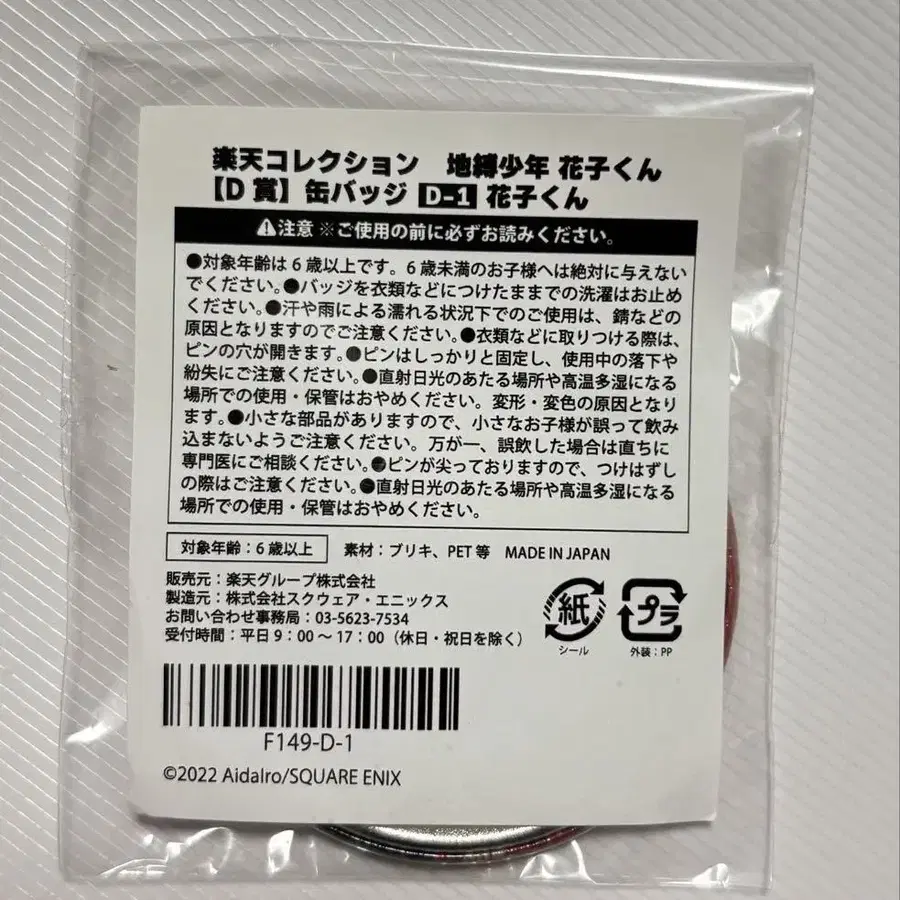 楽天コレクション 地縛少年 花子くん
【D賞】缶バッジ D-1 花子くん
⚠注意 ※ご使用の前に必ずお読みください。
●対象年齢は6歳以上です。6歳未満のお子様へは絶対に与えない
でください。●バッジを衣類などにつけたままでの洗濯はお止め
ください。●汗や雨による濡れる状況下でのご使用は、錆などの
原因となりますのでご注意ください。●衣類などに取りつける際は、
ピンの穴が開きます。●ピンはしっかりと固定し、使用中の落下や
紛失にご注意ください。●直射日光のあたる場所や高温多湿になる
場所での使用・保管はおやめください。変形・変色の原因となり
ます。●小さな部品がありますので、小さなお子様が誤って飲み
込まないようご注意ください。万が一、誤飲した場合は直ちに
専門医にご相談ください。●ピンが尖っておりますので、つけはずし
の際はご注意ください。●直射日光のあたる場所や高温多湿になる
場所での使用・保管はおやめください。
対象年齢:6歳以上 素材:ブリキ、PET等 MADE IN JAPAN
販売元:楽天グループ株式会社
製造元:株式会社スクウェア・エニックス
お問い合わせ事務局:03-5623-7534
受付時間:平日9:00〜17:00(休日・祝日を除く)
紙 プラ
シール 外装:PP
F149-D-1
©2022 AidaIro/SQUARE ENIX